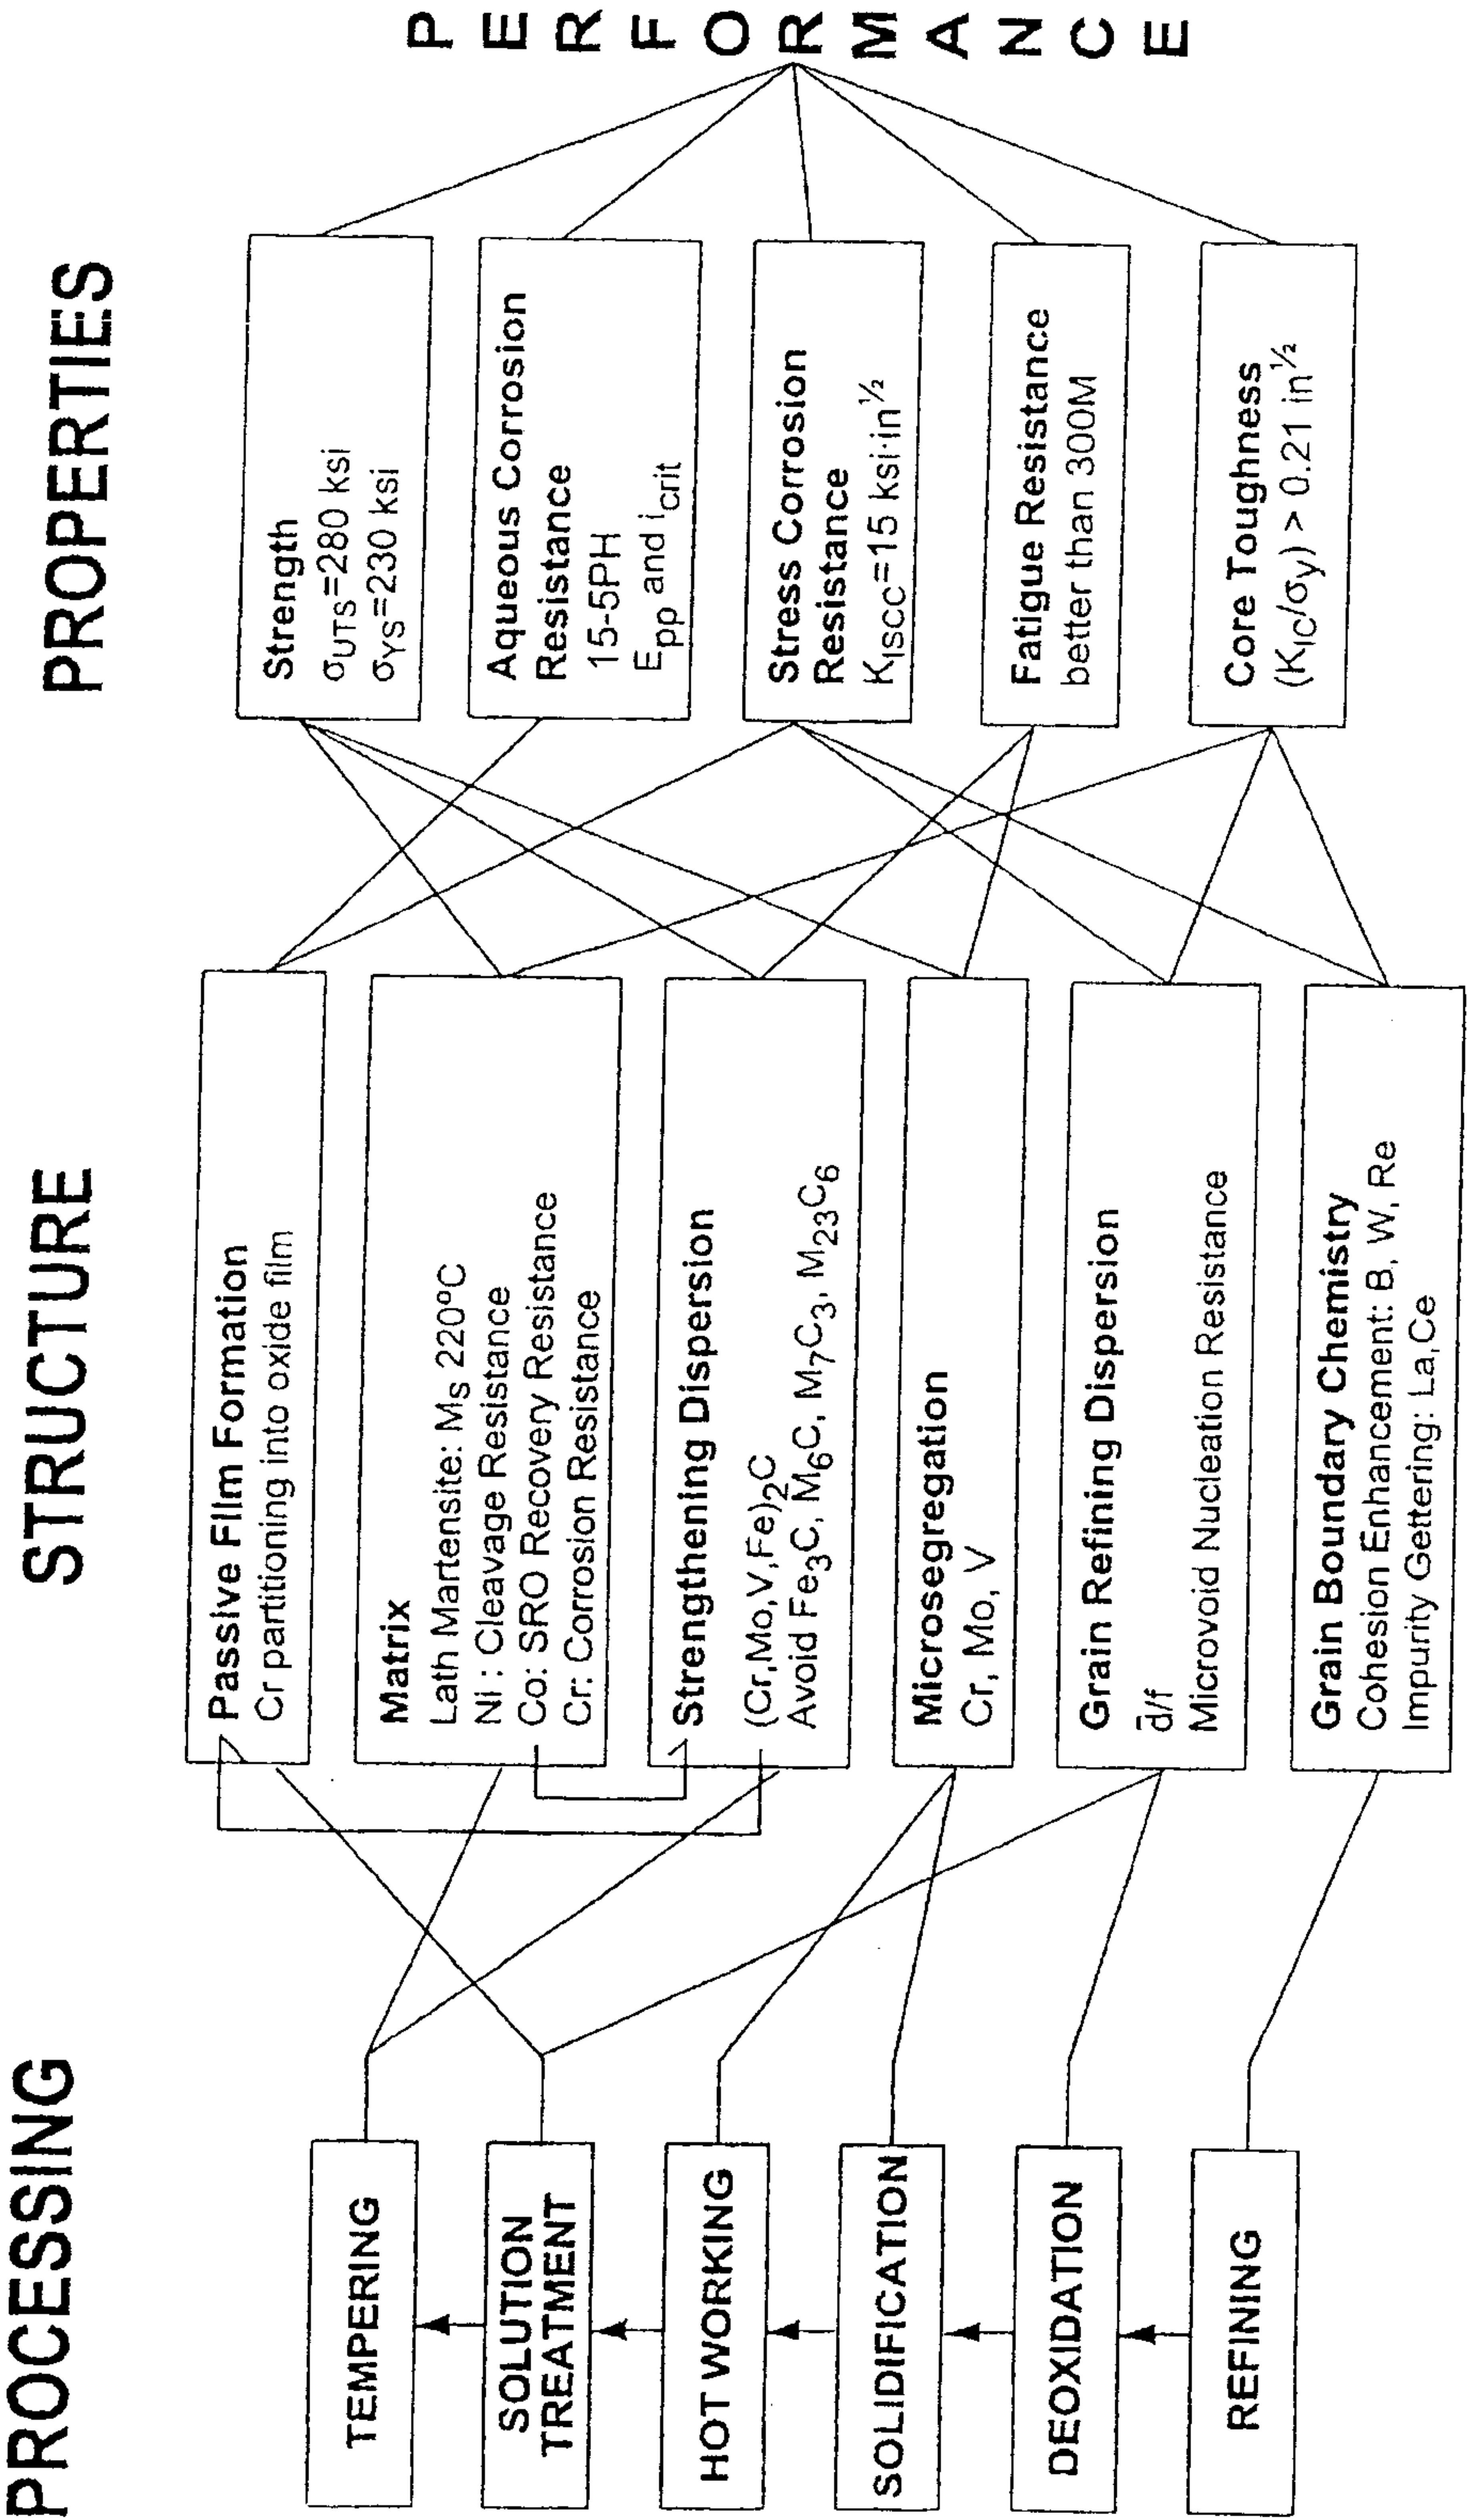 PROCESSING
STRUCTURE
PROPERTIES
TEMPERING
SOLUTION
TREATMENT
HOT WORKING
SOLIDIFICATION
DEOXIDATION
REFINING
Passive Film Formation
Cr partitioning into oxide film
Matrix
Lath Martensite: Mₛ 220°C
Ni : Cleavage Resistance
Co: SRO Recovery Resistance
Cr: Corrosion Resistance
Strengthening Dispersion
(Cr,Mo,V,Fe)₂C
Avoid Fe₃C, M₆C, M₇C₃, M₂₃C₆
Microsegregation
Cr, Mo, V
Grain Refining Dispersion
d̄/f
Microvoid Nucleation Resistance
Grain Boundary Chemistry
Cohesion Enhancement: B, W, Re
Impurity Gettering: La,Ce
Strength
σUTS=280 ksi
σYS=230 ksi
Aqueous Corrosion
Resistance
15-5PH
Epp and icrit
Stress Corrosion
Resistance
KISCC=15 ksi·in½
Fatigue Resistance
better than 300M
Core Toughness
(KIC/σy) > 0.21 in½
PERFORMANCE